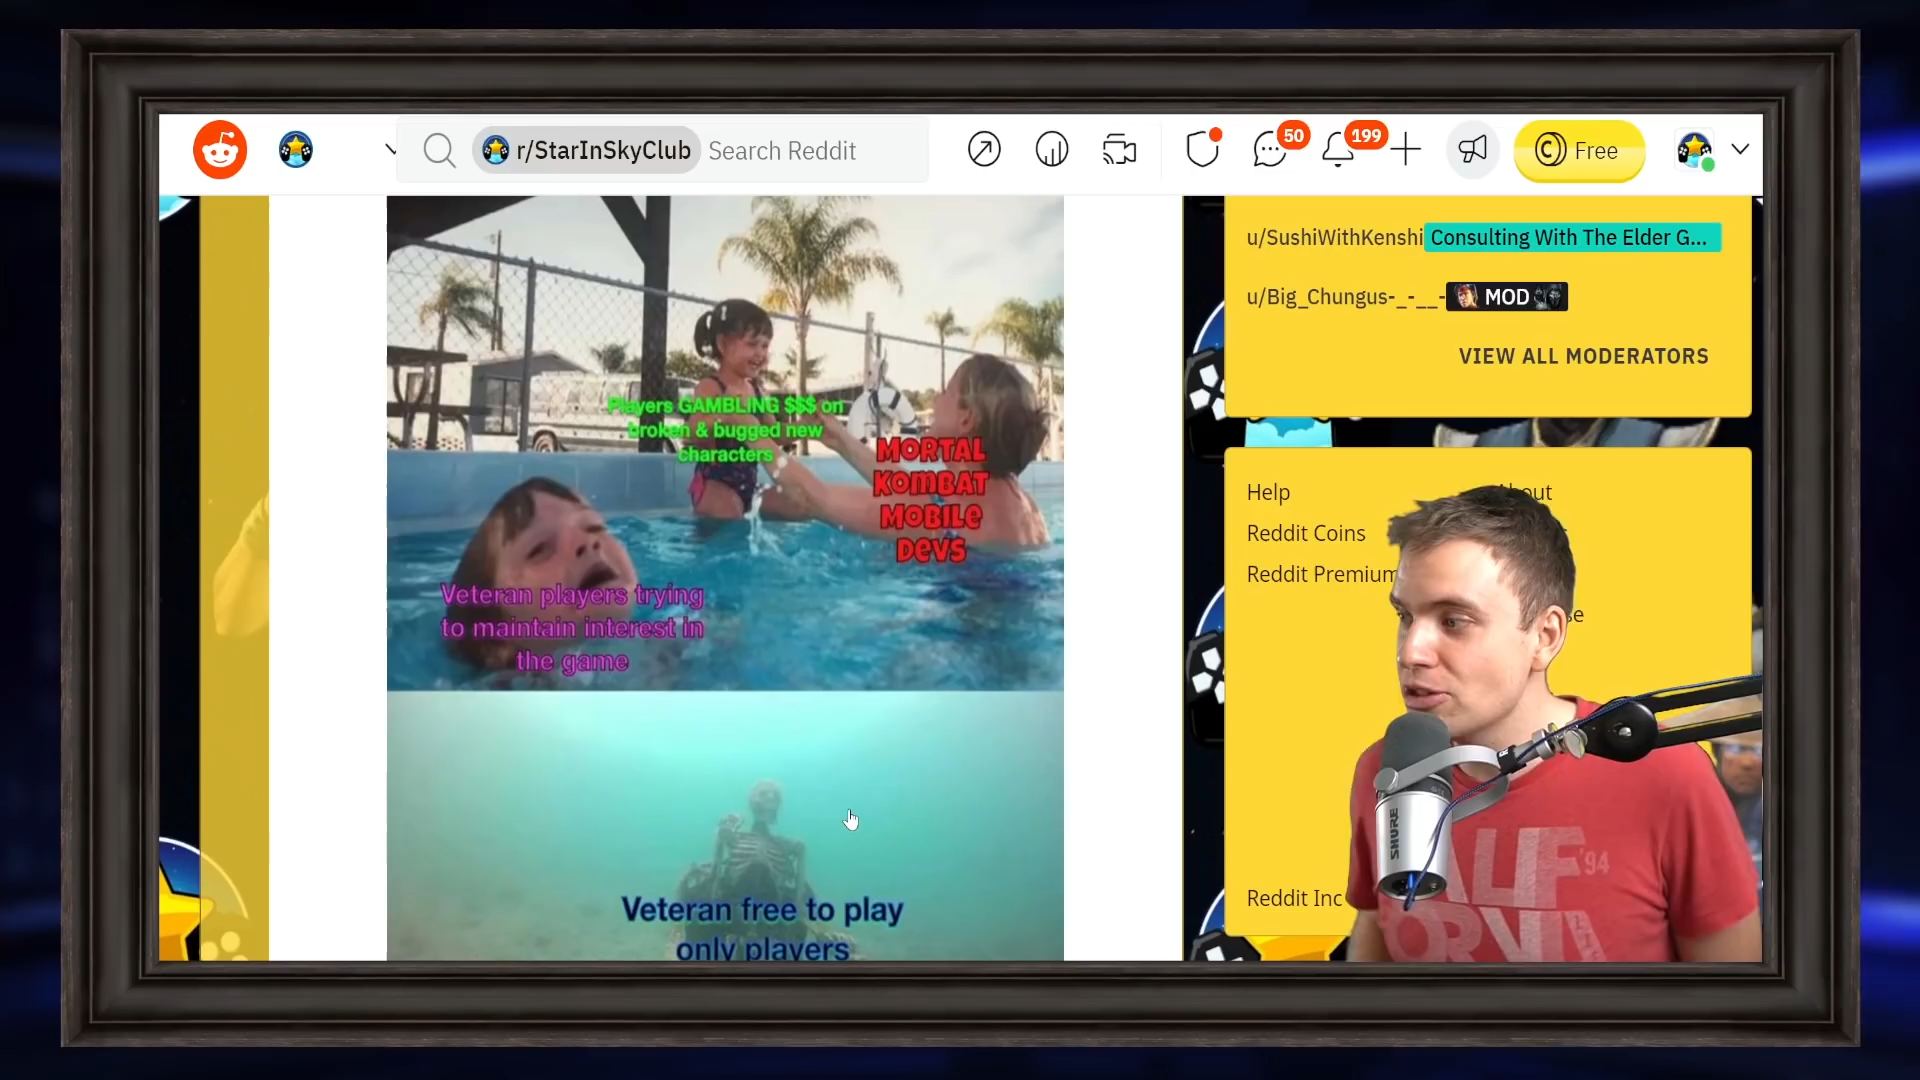 r/StarInSkyClub
Search Reddit
50
199
Free
u/SushiWithKenshi
Consulting With The Elder G...
u/Big_Chungus-_-__-
MOD
VIEW ALL MODERATORS
Players GAMBLING $$$ on
broken & bugged new
characters
MORTAL
KOMBAT
MOBILE
DEVS
Veteran players trying
to maintain interest in
the game
Veteran free to play
only players
Help
About
Reddit Coins
Reddit Premium
Reddit Inc
SHURE
'94